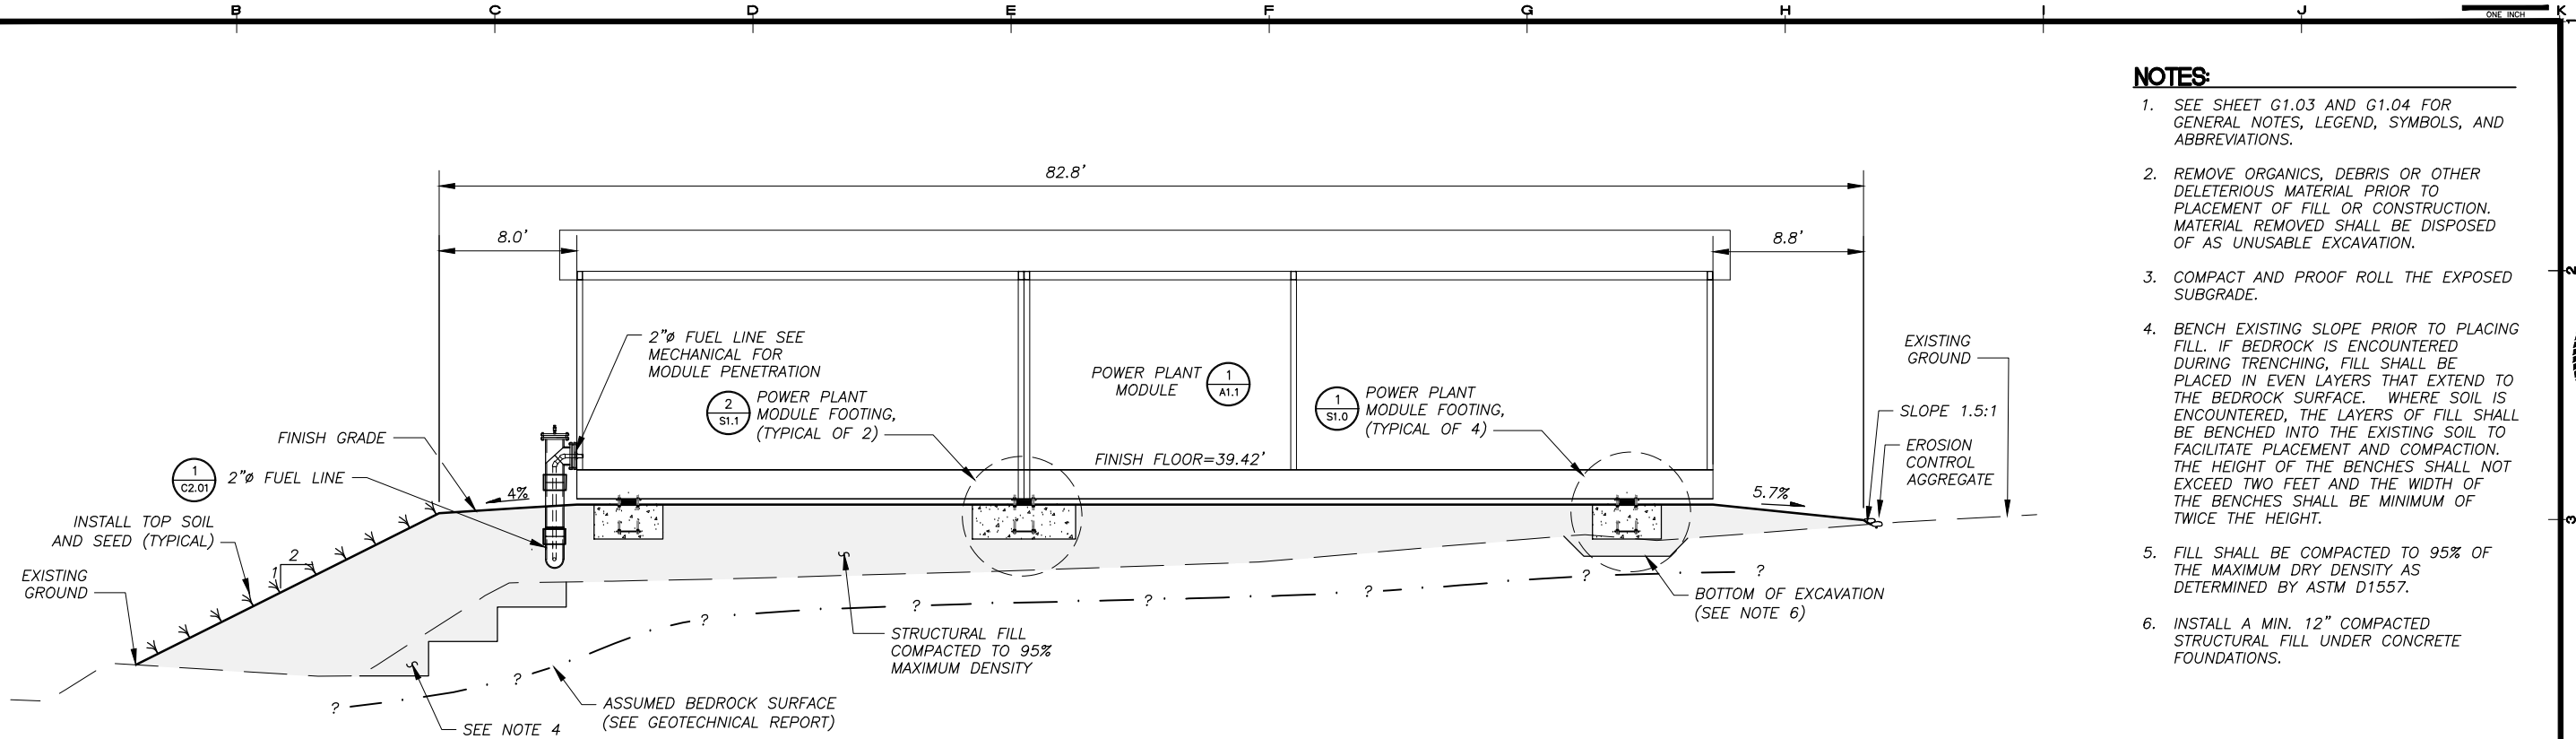 B C D E F G H I J K
ONE INCH
1
2
3
82.8'
8.0'
8.8'
2"ø FUEL LINE SEE
MECHANICAL FOR
MODULE PENETRATION
2
S1.1
POWER PLANT
MODULE FOOTING,
(TYPICAL OF 2)
POWER PLANT
MODULE
1
A1.1
1
S1.0
POWER PLANT
MODULE FOOTING,
(TYPICAL OF 4)
FINISH FLOOR=39.42'
EXISTING
GROUND
SLOPE 1.5:1
EROSION
CONTROL
AGGREGATE
FINISH GRADE
1
C2.01
2"ø FUEL LINE
4%
5.7%
INSTALL TOP SOIL
AND SEED (TYPICAL)
2
1
EXISTING
GROUND
? ? ? ? ? ? ? ?
BOTTOM OF EXCAVATION
(SEE NOTE 6)
STRUCTURAL FILL
COMPACTED TO 95%
MAXIMUM DENSITY
ASSUMED BEDROCK SURFACE
(SEE GEOTECHNICAL REPORT)
SEE NOTE 4
NOTES:
1. SEE SHEET G1.03 AND G1.04 FOR
GENERAL NOTES, LEGEND, SYMBOLS, AND
ABBREVIATIONS.
2. REMOVE ORGANICS, DEBRIS OR OTHER
DELETERIOUS MATERIAL PRIOR TO
PLACEMENT OF FILL OR CONSTRUCTION.
MATERIAL REMOVED SHALL BE DISPOSED
OF AS UNUSABLE EXCAVATION.
3. COMPACT AND PROOF ROLL THE EXPOSED
SUBGRADE.
4. BENCH EXISTING SLOPE PRIOR TO PLACING
FILL. IF BEDROCK IS ENCOUNTERED
DURING TRENCHING, FILL SHALL BE
PLACED IN EVEN LAYERS THAT EXTEND TO
THE BEDROCK SURFACE. WHERE SOIL IS
ENCOUNTERED, THE LAYERS OF FILL SHALL
BE BENCHED INTO THE EXISTING SOIL TO
FACILITATE PLACEMENT AND COMPACTION.
THE HEIGHT OF THE BENCHES SHALL NOT
EXCEED TWO FEET AND THE WIDTH OF
THE BENCHES SHALL BE MINIMUM OF
TWICE THE HEIGHT.
5. FILL SHALL BE COMPACTED TO 95% OF
THE MAXIMUM DRY DENSITY AS
DETERMINED BY ASTM D1557.
6. INSTALL A MIN. 12" COMPACTED
STRUCTURAL FILL UNDER CONCRETE
FOUNDATIONS.